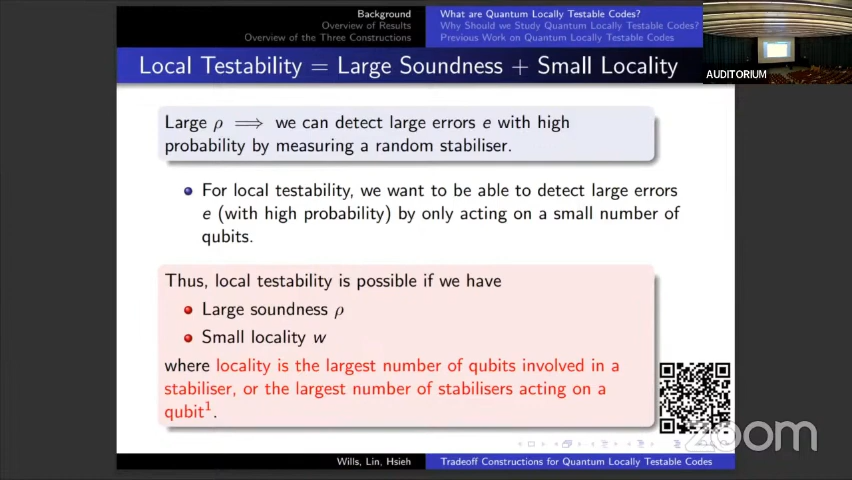 Background
Overview of Results
Overview of the Three Constructions
What are Quantum Locally Testable Codes?
Why Should we Study Quantum Locally Testable Codes?
Previous Work on Quantum Locally Testable Codes
AUDITORIUM
Local Testability = Large Soundness + Small Locality
Large ρ ⟹ we can detect large errors e with high
probability by measuring a random stabiliser.
For local testability, we want to be able to detect large errors
e (with high probability) by only acting on a small number of
qubits.
Thus, local testability is possible if we have
Large soundness ρ
Small locality w
where locality is the largest number of qubits involved in a
stabiliser, or the largest number of stabilisers acting on a
qubit¹.
zoom
Wills, Lin, Hsieh
Tradeoff Constructions for Quantum Locally Testable Codes